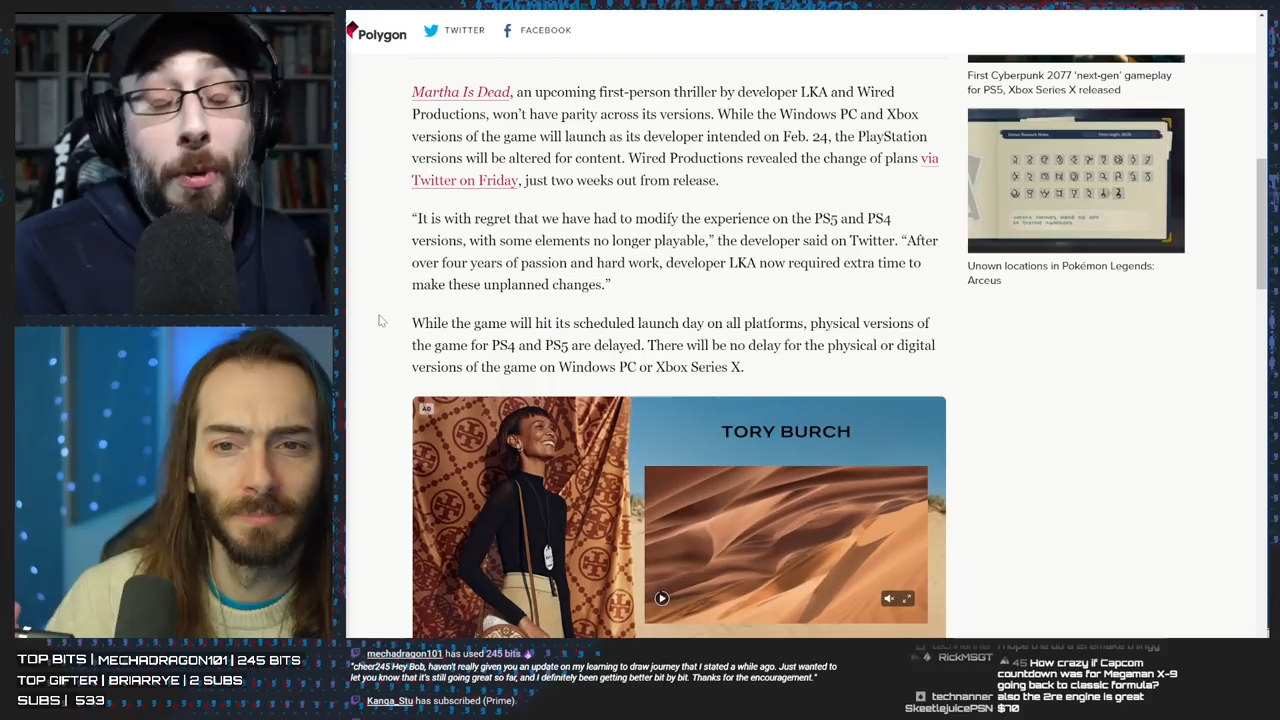 Polygon
TWITTER
FACEBOOK
Martha Is Dead, an upcoming first-person thriller by developer LKA and Wired
Productions, won't have parity across its versions. While the Windows PC and Xbox
versions of the game will launch as its developer intended on Feb. 24, the PlayStation
versions will be altered for content. Wired Productions revealed the change of plans via
Twitter on Friday, just two weeks out from release.
“It is with regret that we have had to modify the experience on the PS5 and PS4
versions, with some elements no longer playable,” the developer said on Twitter. “After
over four years of passion and hard work, developer LKA now required extra time to
make these unplanned changes.”
While the game will hit its scheduled launch day on all platforms, physical versions of
the game for PS4 and PS5 are delayed. There will be no delay for the physical or digital
versions of the game on Windows PC or Xbox Series X.
AD
TORY BURCH
First Cyberpunk 2077 ‘next-gen’ gameplay
for PS5, Xbox Series X released
Unown locations in Pokémon Legends:
Arceus
TOP BITS | MECHADRAGON101 | 245 BITS
TOP GIFTER | BRIARRYE | 2 SUBS
SUBS | 533
mechadragon101 has used 245 bits
"cheer245 Hey Bob, haven't really given you an update on my learning to draw journey that I stated a while ago. Just wanted to
let you know that it's still going great so far, and I definitely been getting better bit by bit. Thanks for the encouragement."
Kanga_Stu has subscribed (Prime).
technanner
RickMSGT
45 How crazy if Capcom
countdown was for Megaman X-9
going back to classic formula?
also the 2re engine is great
technanner
SkeetlejuicePSN
$10